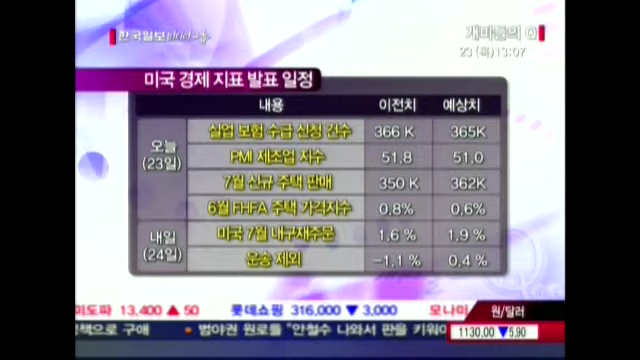 한국일보
개미들의
23 (목) 13:07
미국 경제 지표 발표 일정
내용 이전치 예상치
오늘 (23일)
실업 보험 수급 신청 건수 366 K 365K
PMI 제조업 지수 51.8 51.0
7월 신규 주택 판매 350 K 362K
6월 FHFA 주택 가격지수 0.8% 0.6%
내일 (24일)
미국 7월 내구재주문 1.6 % 1.9 %
운송 제외 -1.1 % 0.4 %
미도파 13,400 ▲ 50 롯데쇼핑 316,000 ▼ 3,000 모나미
원/달러
1130.00 ▼5.90
책으로 구애 범야권 원로들 "안철수 나와서 판을 키워야